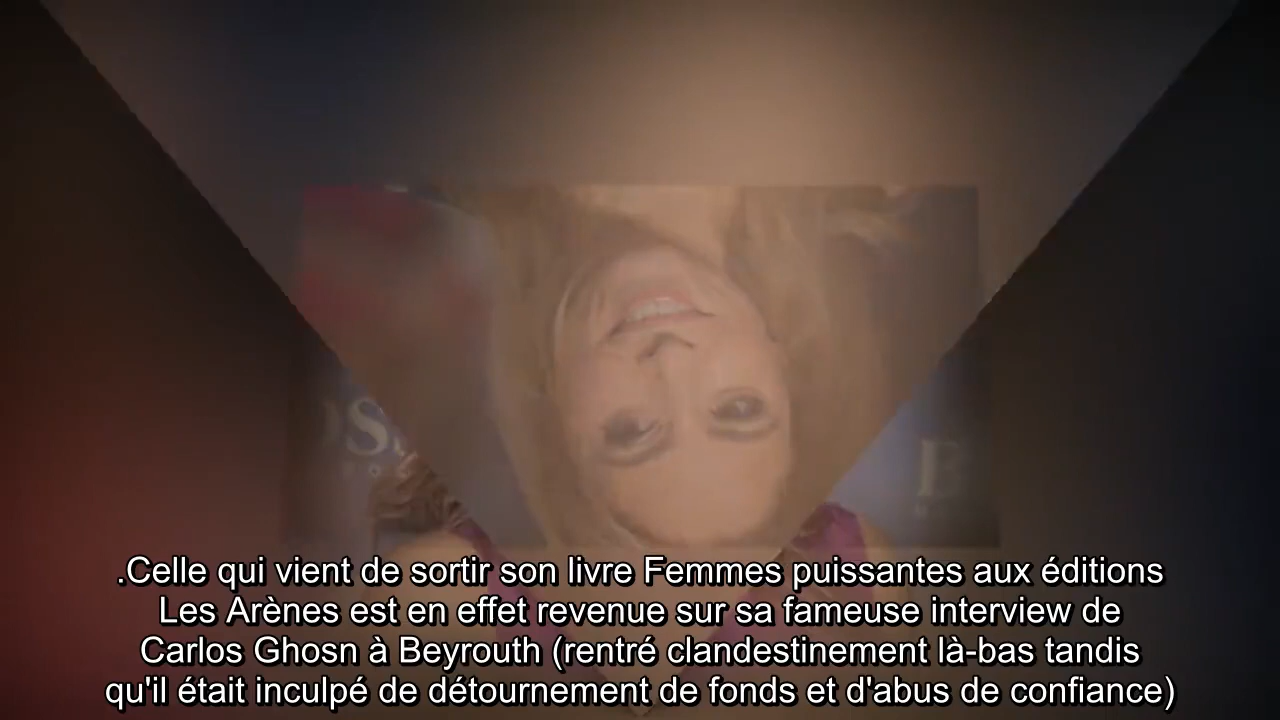 .Celle qui vient de sortir son livre Femmes puissantes aux éditions
Les Arènes est en effet revenue sur sa fameuse interview de
Carlos Ghosn à Beyrouth (rentré clandestinement là-bas tandis
qu'il était inculpé de détournement de fonds et d'abus de confiance)